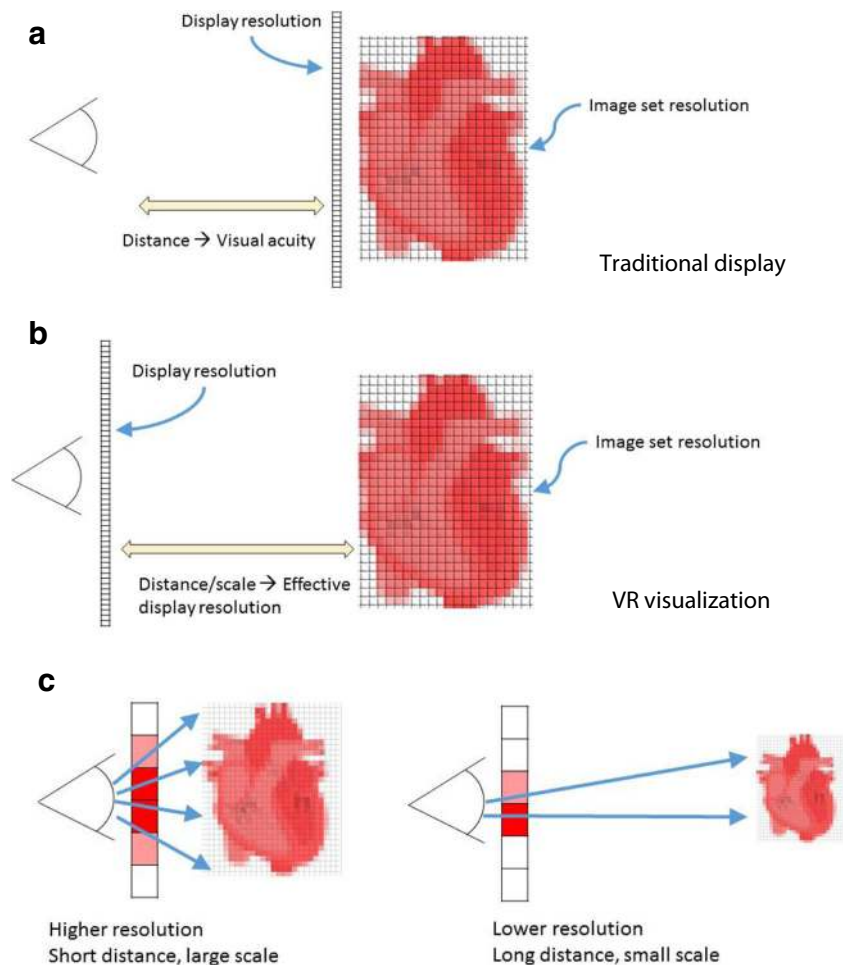 a
Display resolution
Image set resolution
Distance → Visual acuity
Traditional display
b
Display resolution
Image set resolution
Distance/scale → Effective
display resolution
VR visualization
c
Higher resolution
Short distance, large scale
Lower resolution
Long distance, small scale